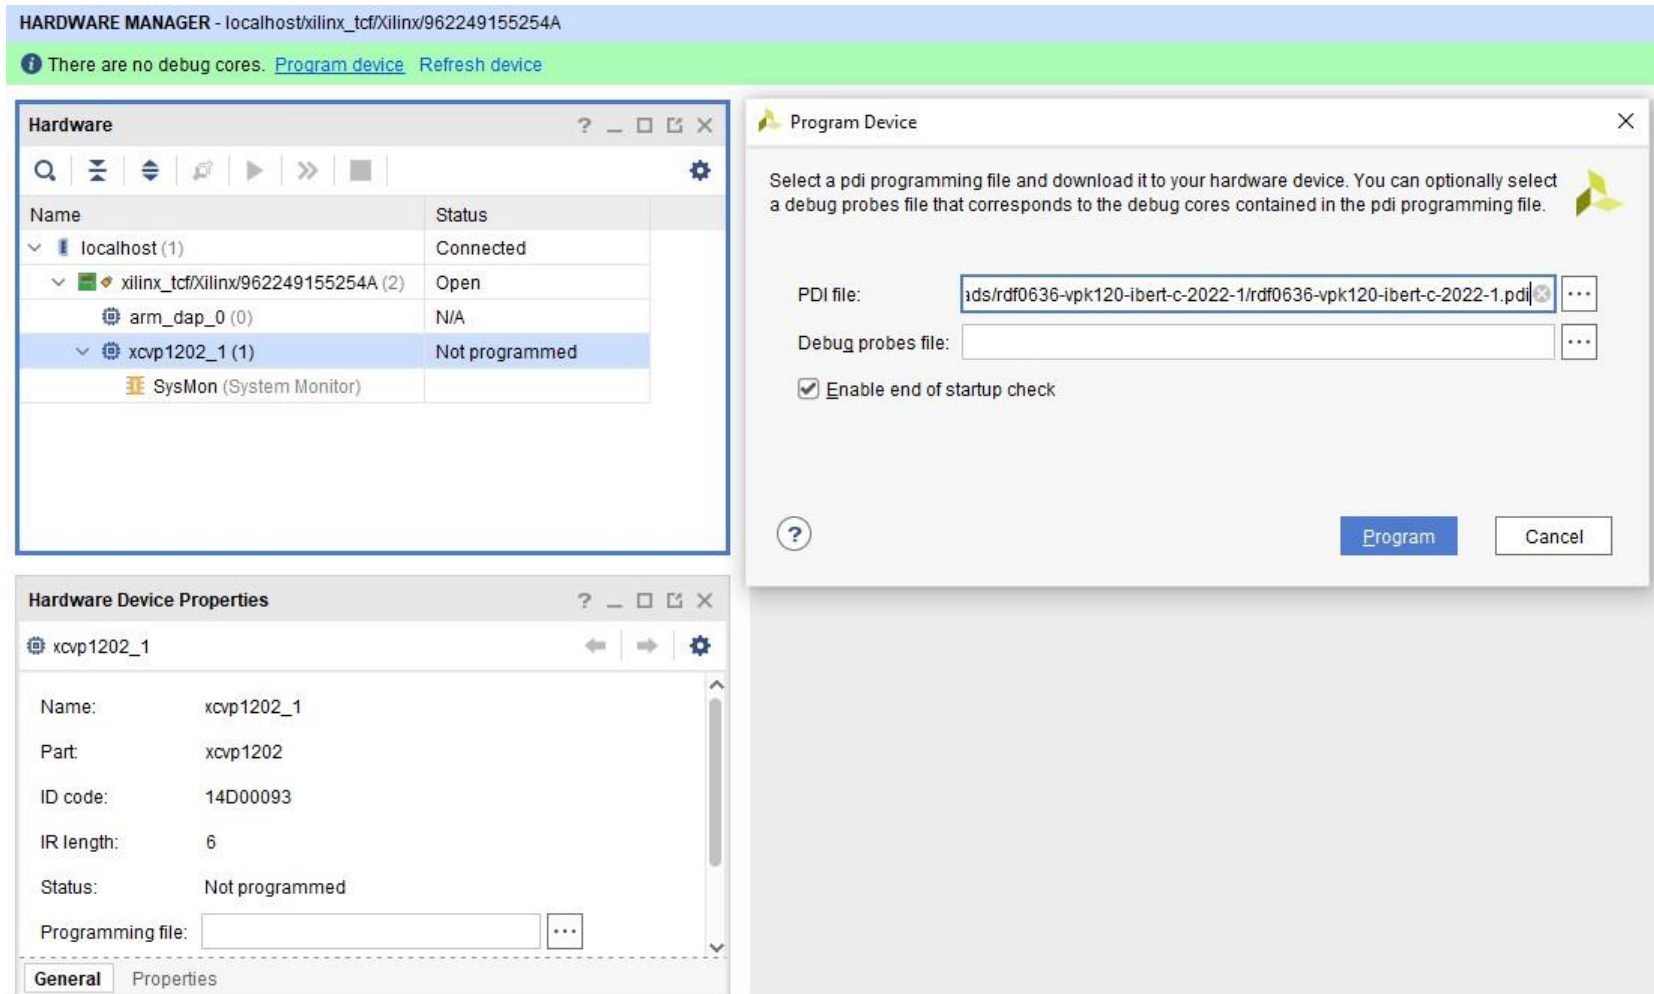 HARDWARE MANAGER - localhost/xilinx_tcf/Xilinx/962249155254A
There are no debug cores. Program device Refresh device
Hardware
Name Status
localhost (1) Connected
xilinx_tcf/Xilinx/962249155254A (2) Open
arm_dap_0 (0) N/A
xcvp1202_1 (1) Not programmed
SysMon (System Monitor)
Hardware Device Properties
xcvp1202_1
Name: xcvp1202_1
Part: xcvp1202
ID code: 14D00093
IR length: 6
Status: Not programmed
Programming file:
General Properties
Program Device
Select a pdi programming file and download it to your hardware device. You can optionally select
a debug probes file that corresponds to the debug cores contained in the pdi programming file.
PDI file: ads/rdf0636-vpk120-ibert-c-2022-1/rdf0636-vpk120-ibert-c-2022-1.pdi
Debug probes file:
Enable end of startup check
Program Cancel